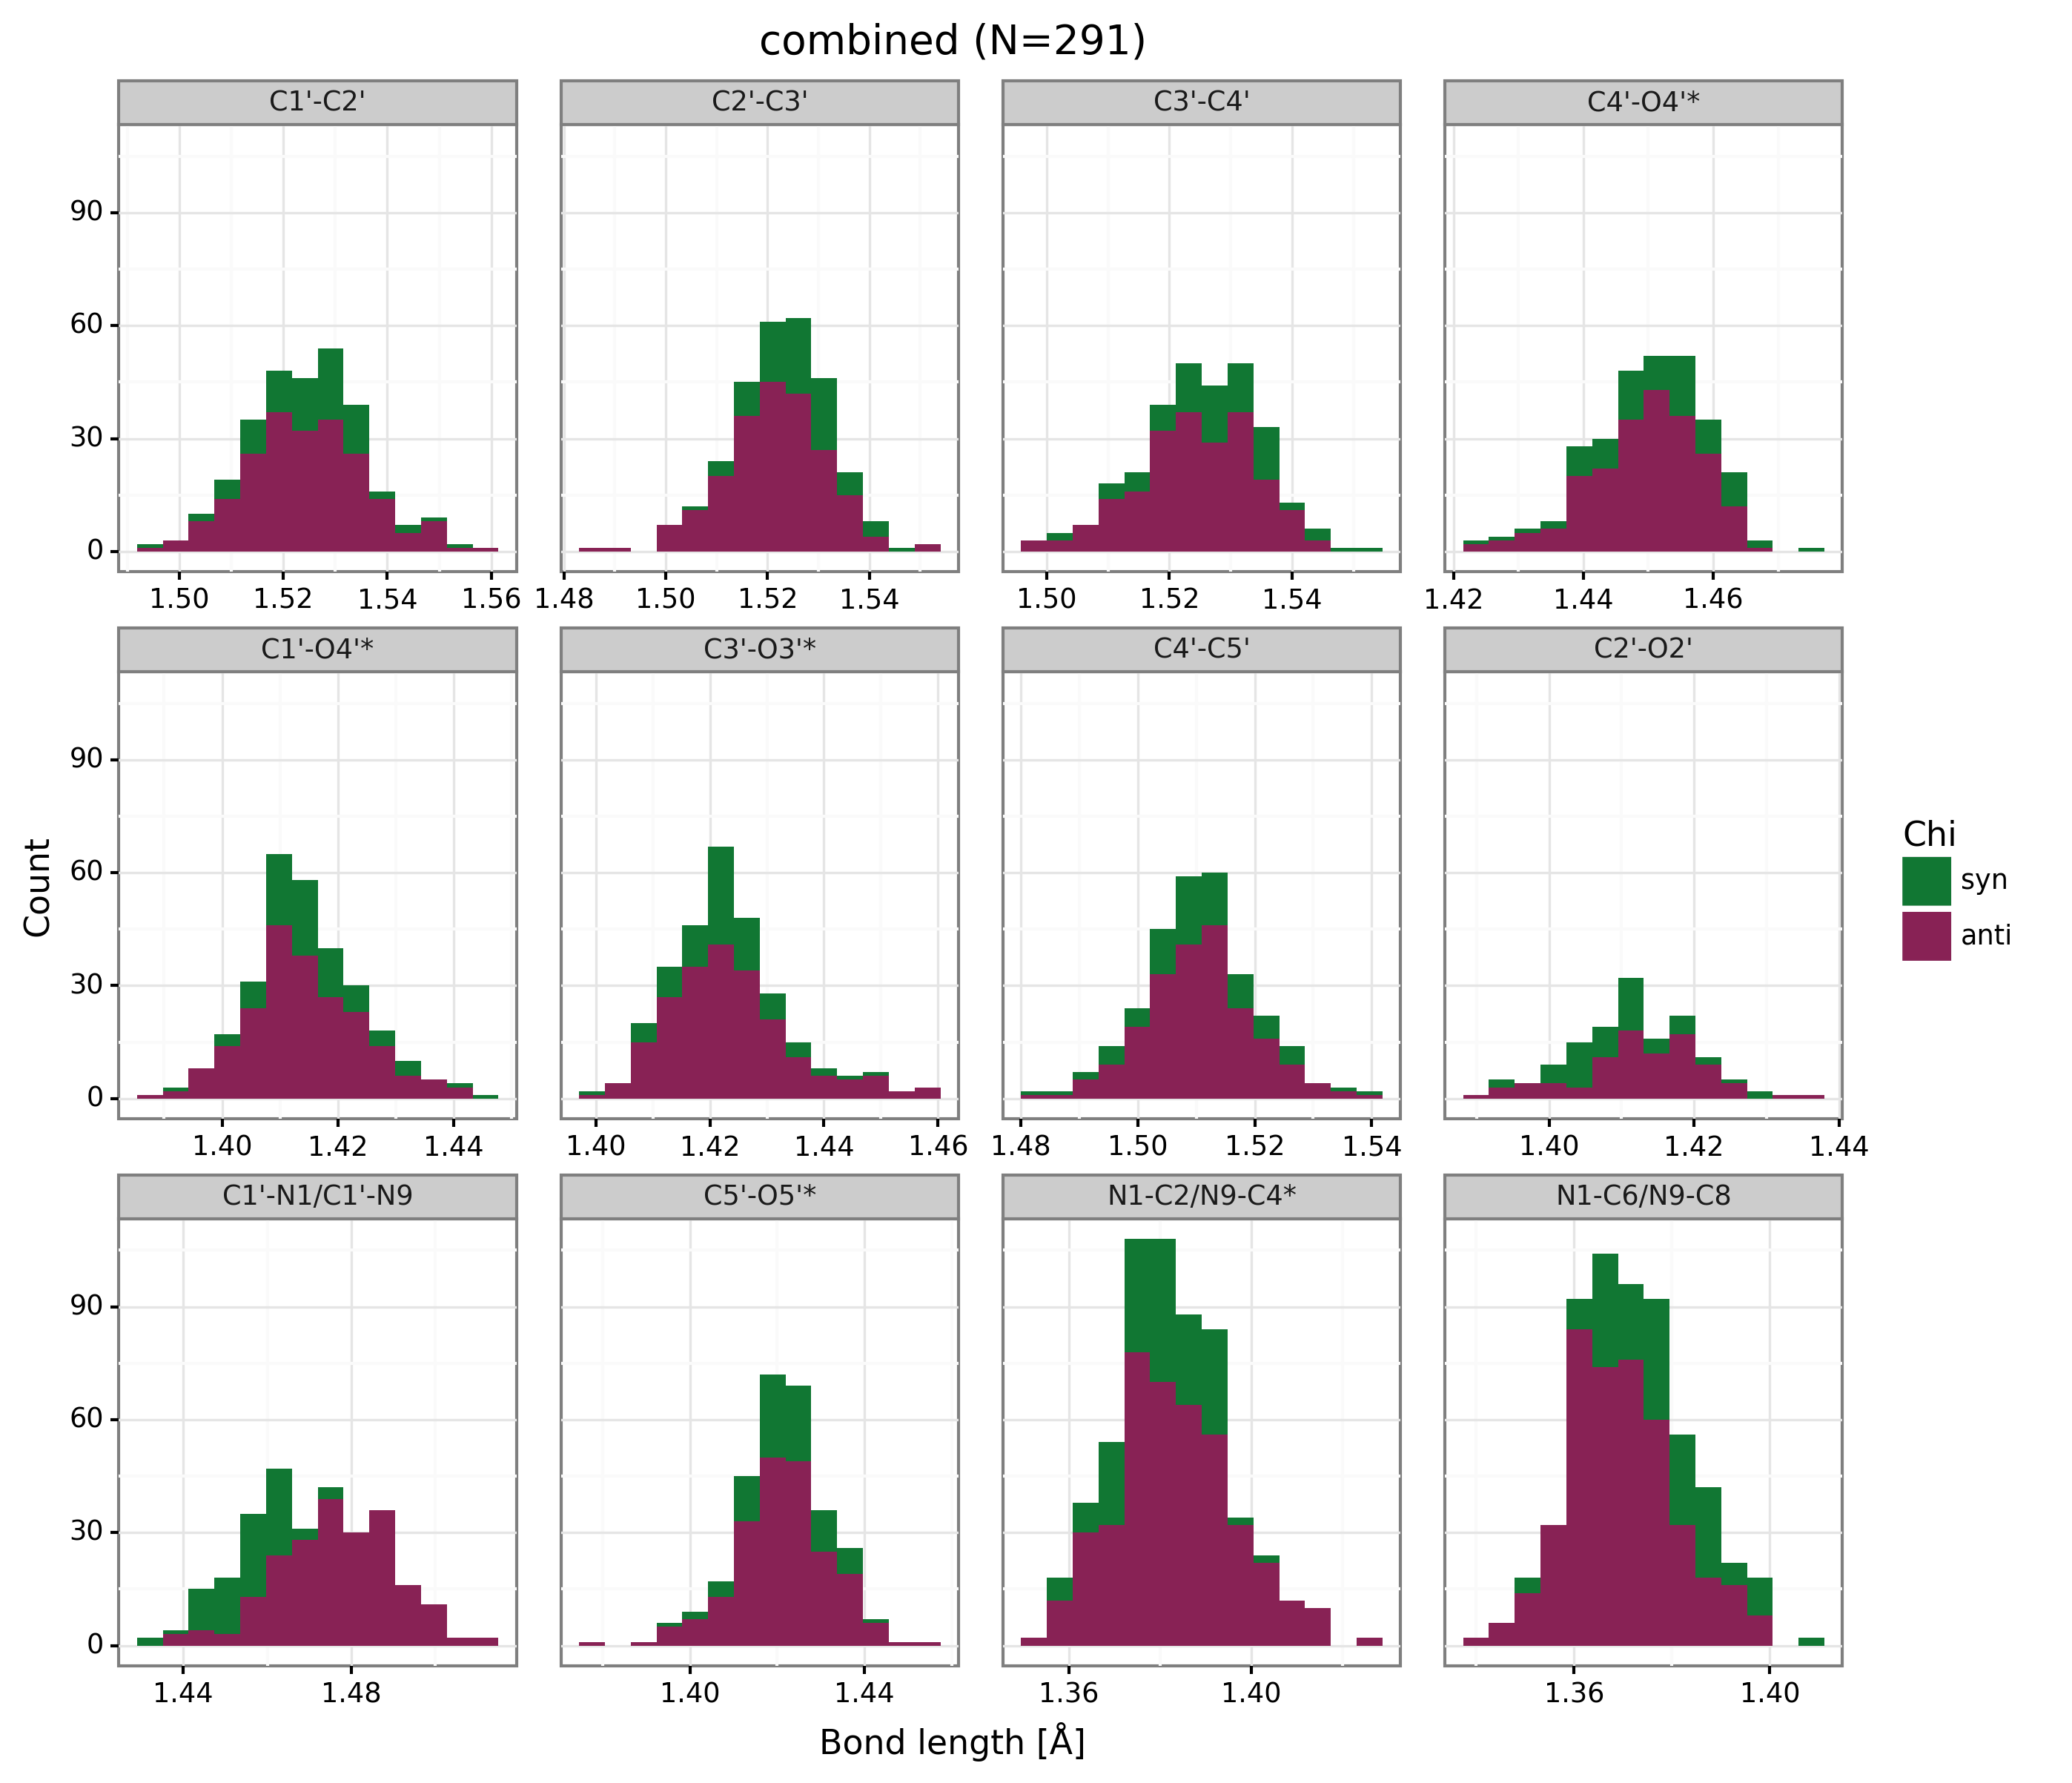 combined (N=291)
C1'-C2' C2'-C3' C3'-C4' C4'-O4'*
90
60
30
0
1.50 1.52 1.54 1.56 1.48 1.50 1.52 1.54 1.50 1.52 1.54 1.42 1.44 1.46
C1'-O4'* C3'-O3'* C4'-C5' C2'-O2'
90
60
30
0
1.40 1.42 1.44 1.40 1.42 1.44 1.46 1.48 1.50 1.52 1.54 1.40 1.42 1.44
C1'-N1/C1'-N9 C5'-O5'* N1-C2/N9-C4* N1-C6/N9-C8
90
60
30
0
1.44 1.48 1.40 1.44 1.36 1.40 1.36 1.40
Count
Bond length [Å]
Chi
syn
anti